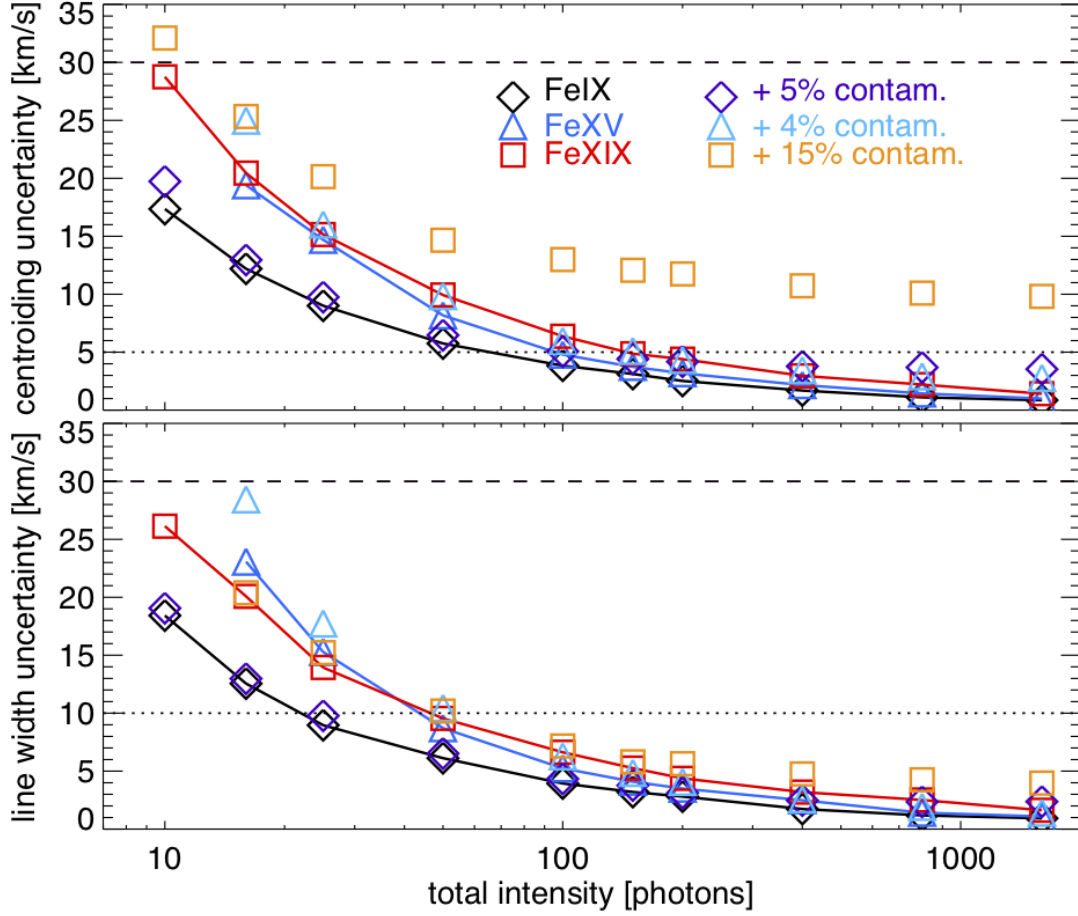 centroiding uncertainty [km/s]
35
30
25
20
15
10
5
0
FeIX
+ 5% contam.
FeXV
+ 4% contam.
FeXIX
+ 15% contam.
line width uncertainty [km/s]
35
30
25
20
15
10
5
0
10
100
1000
total intensity [photons]